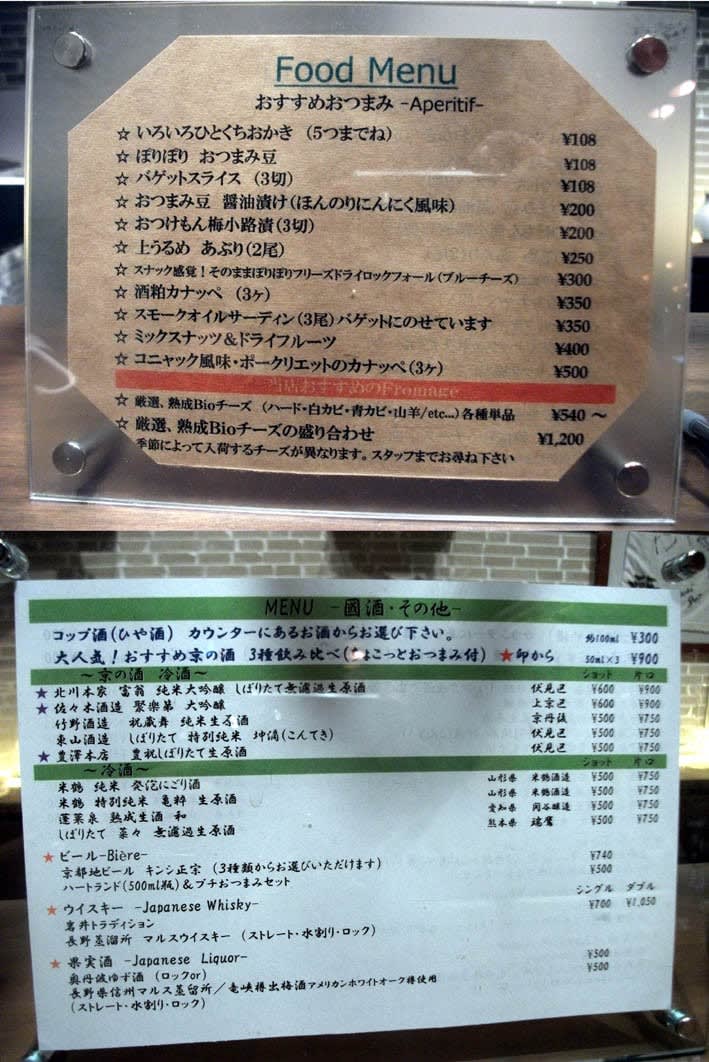 Food Menu
おすすめおつまみ -Aperitif-
☆ いろいろひとくちおかき (5つまでね) ¥108
☆ ぽりぽり おつまみ豆 ¥108
☆ バゲットスライス (3切) ¥108
☆ おつまみ豆 醤油漬け(ほんのりにんにく風味) ¥200
☆ おつけもん梅小路漬(3切) ¥200
☆ 上うるめ あぶり(2尾) ¥250
☆ スナック感覚!そのままぽりぽりフリーズドライロックフォール(ブルーチーズ) ¥300
☆ 酒粕カナッペ (3ヶ) ¥350
☆ スモークオイルサーディン(3尾)バゲットにのせています ¥350
☆ ミックスナッツ&ドライフルーツ ¥400
☆ コニャック風味・ポークリエットのカナッペ(3ヶ) ¥500
当店おすすめのFromage
☆ 厳選、熟成Bioチーズ (ハード・白カビ・青カビ・山羊/etc...)各種単品 ¥540 ~
☆ 厳選、熟成Bioチーズの盛り合わせ ¥1,200
季節によって入荷するチーズが異なります。スタッフまでお尋ね下さい
MENU -國酒・その他-
コップ酒(ひや酒) カウンターにあるお酒からお選び下さい。 約100ml ¥300
大人気!おすすめ京の酒 3種飲み比べ(ちょこっとおつまみ付) ★印から 50ml×3 ¥900
~京の酒 冷酒~ ショット 片口
★ 北川本家 富翁 純米大吟醸 しぼりたて無濾過生原酒 伏見区 ¥600 ¥900
★ 佐々木酒造 聚楽第 大吟醸 上京区 ¥600 ¥900
竹野酒造 祝蔵舞 純米生酒 京丹後 ¥500 ¥750
東山酒造 しぼりたて 特別純米 坤滴(こんてき) 伏見区 ¥500 ¥750
★ 豊澤本店 豊祝しぼりたて生原酒 伏見区 ¥500 ¥750
~冷酒~ ショット 片口
米鶴 純米 発泡にごり酒 山形県 米鶴酒造 ¥500 ¥750
米鶴 特別純米 亀粋 生原酒 山形県 米鶴酒造 ¥500 ¥750
蓬莱泉 熟成生酒 和 愛知県 関谷醸造 ¥500 ¥750
しぼりたて 菜々 無濾過生原酒 熊本県 瑞鷹 ¥500 ¥750
★ ビール-Bière-
京都地ビール キンシ正宗 (3種類からお選びいただけます) ¥740
ハートランド(500ml瓶)&プチおつまみセット ¥500
★ ウイスキー -Japanese Whisky- シングル ダブル
岩井トラディション ¥700 ¥1,050
長野蒸溜所 マルスウイスキー (ストレート・水割り・ロック)
★ 果実酒 -Japanese Liquor-
奥丹波ゆず酒 (ロックor) ¥500
長野県信州マルス蒸留所/竜峡樽出梅酒アメリカンホワイトオーク樽使用 ¥500
(ストレート・水割り・ロック)